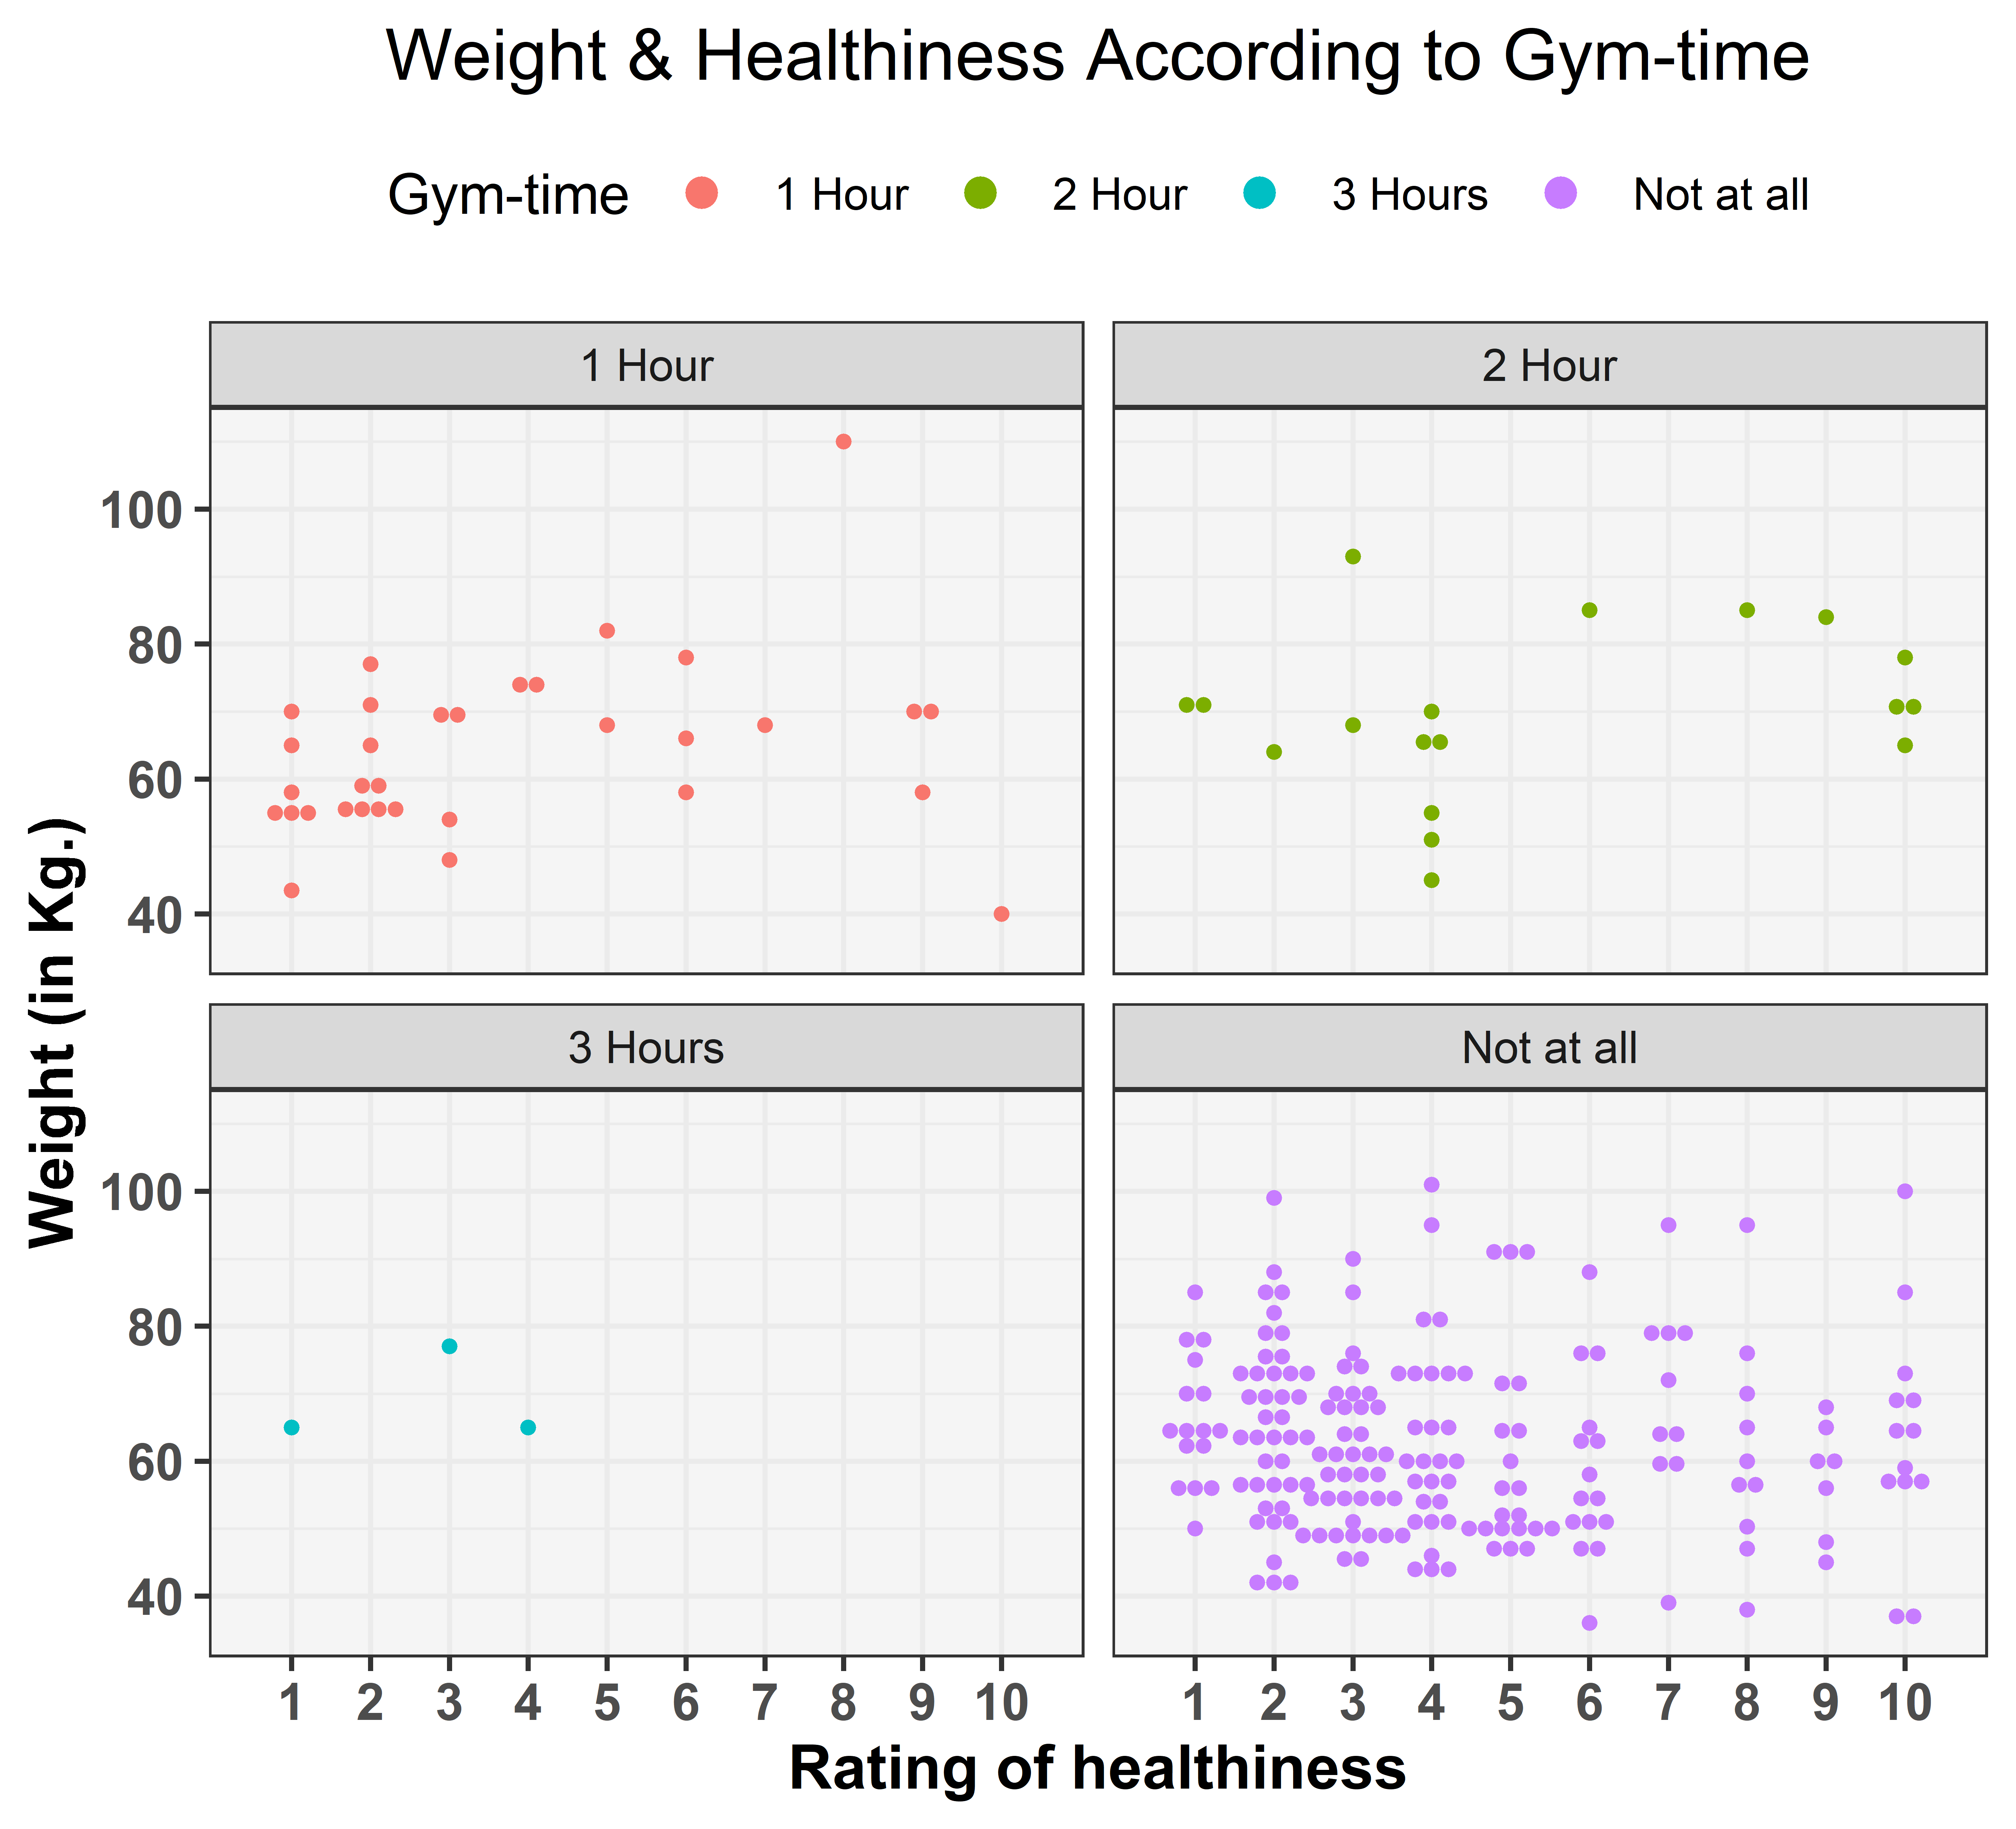 Weight & Healthiness According to Gym-time
Gym-time 1 Hour 2 Hour 3 Hours Not at all
1 Hour 2 Hour
100
80
60
40
3 Hours Not at all
100
80
60
40
Weight (in Kg.)
1 2 3 4 5 6 7 8 9 10 1 2 3 4 5 6 7 8 9 10
Rating of healthiness